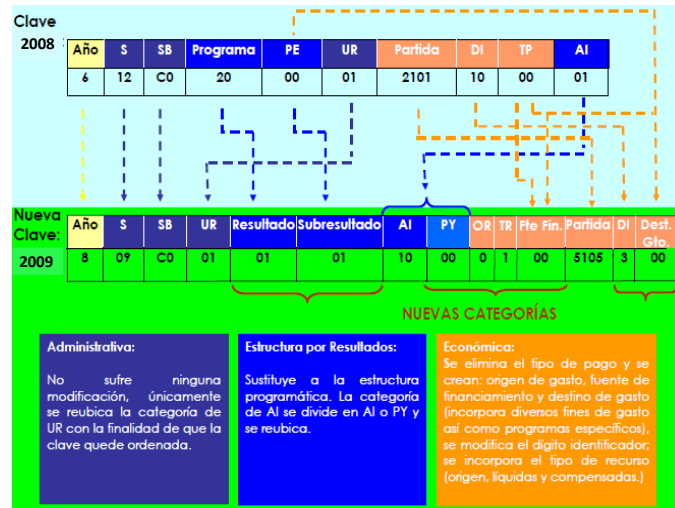 Clave
2008
Año S SB Programa PE UR Partida DI TP AI
6 12 C0 20 00 01 2101 10 00 01
Nueva
Clave:
2009
Año S SB UR Resultado Subresultado AI PY OR TR Fte Fin. Partida DI Dest. Gto.
8 09 C0 01 01 01 10 00 0 1 00 5105 3 00
NUEVAS CATEGORÍAS
Administrativa:
No sufre ninguna
modificación, únicamente
se reubica la categoría de
UR con la finalidad de que la
clave quede ordenada.
Estructura por Resultados:
Sustituye a la estructura
programática. La categoría
de AI se divide en AI o PY y
se reubica.
Económica:
Se elimina el tipo de pago y se
crean: origen de gasto, fuente de
financiamiento y destino de gasto
(incorpora diversos fines de gasto
así como programas específicos),
se modifica el dígito identificador;
se incorpora el tipo de recurso
(origen, líquidas y compensadas.)